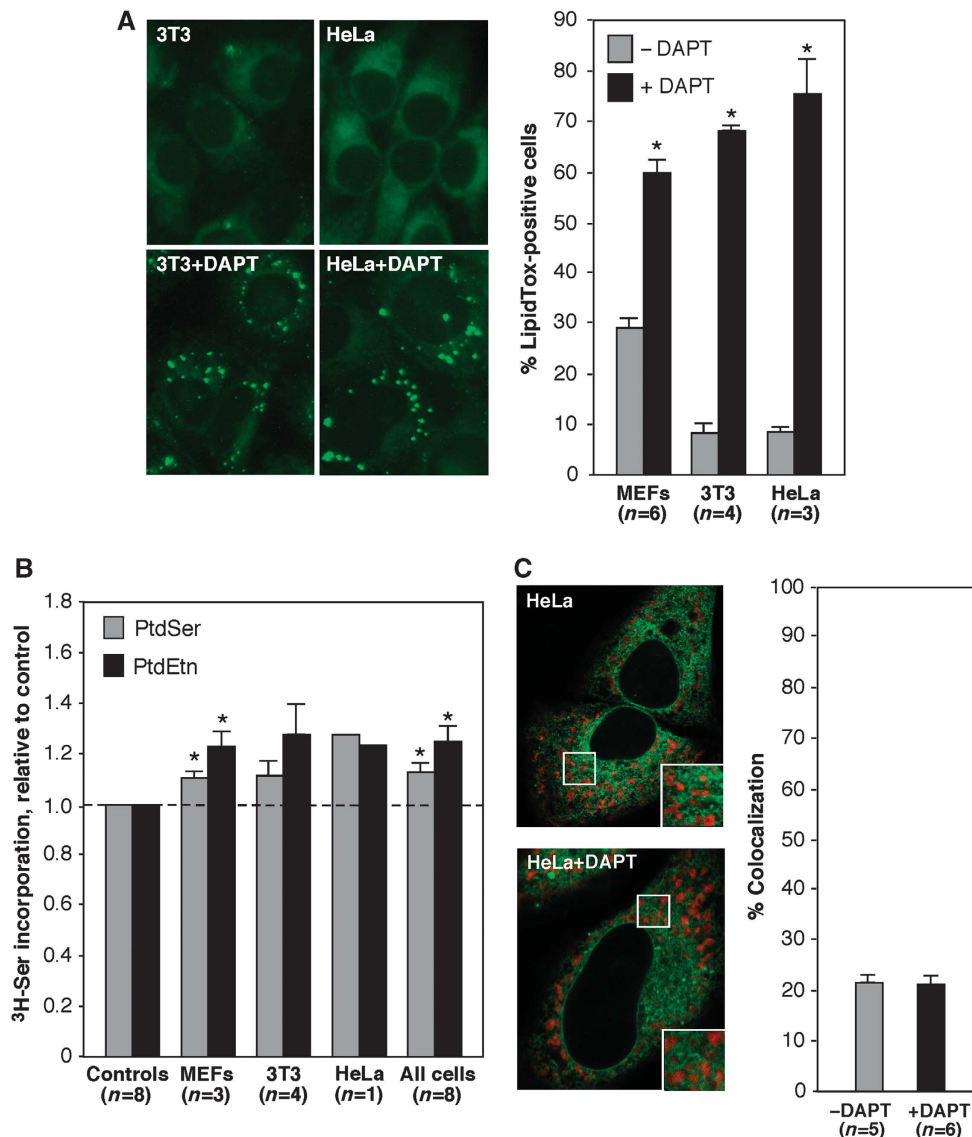 A
3T3
HeLa
3T3+DAPT
HeLa+DAPT
% LipidTox-positive cells
90
80
70
60
50
40
30
20
10
0
– DAPT
+ DAPT
*
*
*
MEFs
(n=6)
3T3
(n=4)
HeLa
(n=3)
B
³H-Ser incorporation, relative to control
1.8
1.6
1.4
1.2
1.0
0.8
0.6
0.4
0.2
0
PtdSer
PtdEtn
*
*
*
*
Controls
(n=8)
MEFs
(n=3)
3T3
(n=4)
HeLa
(n=1)
All cells
(n=8)
C
HeLa
HeLa+DAPT
% Colocalization
100
90
80
70
60
50
40
30
20
10
0
–DAPT
(n=5)
+DAPT
(n=6)